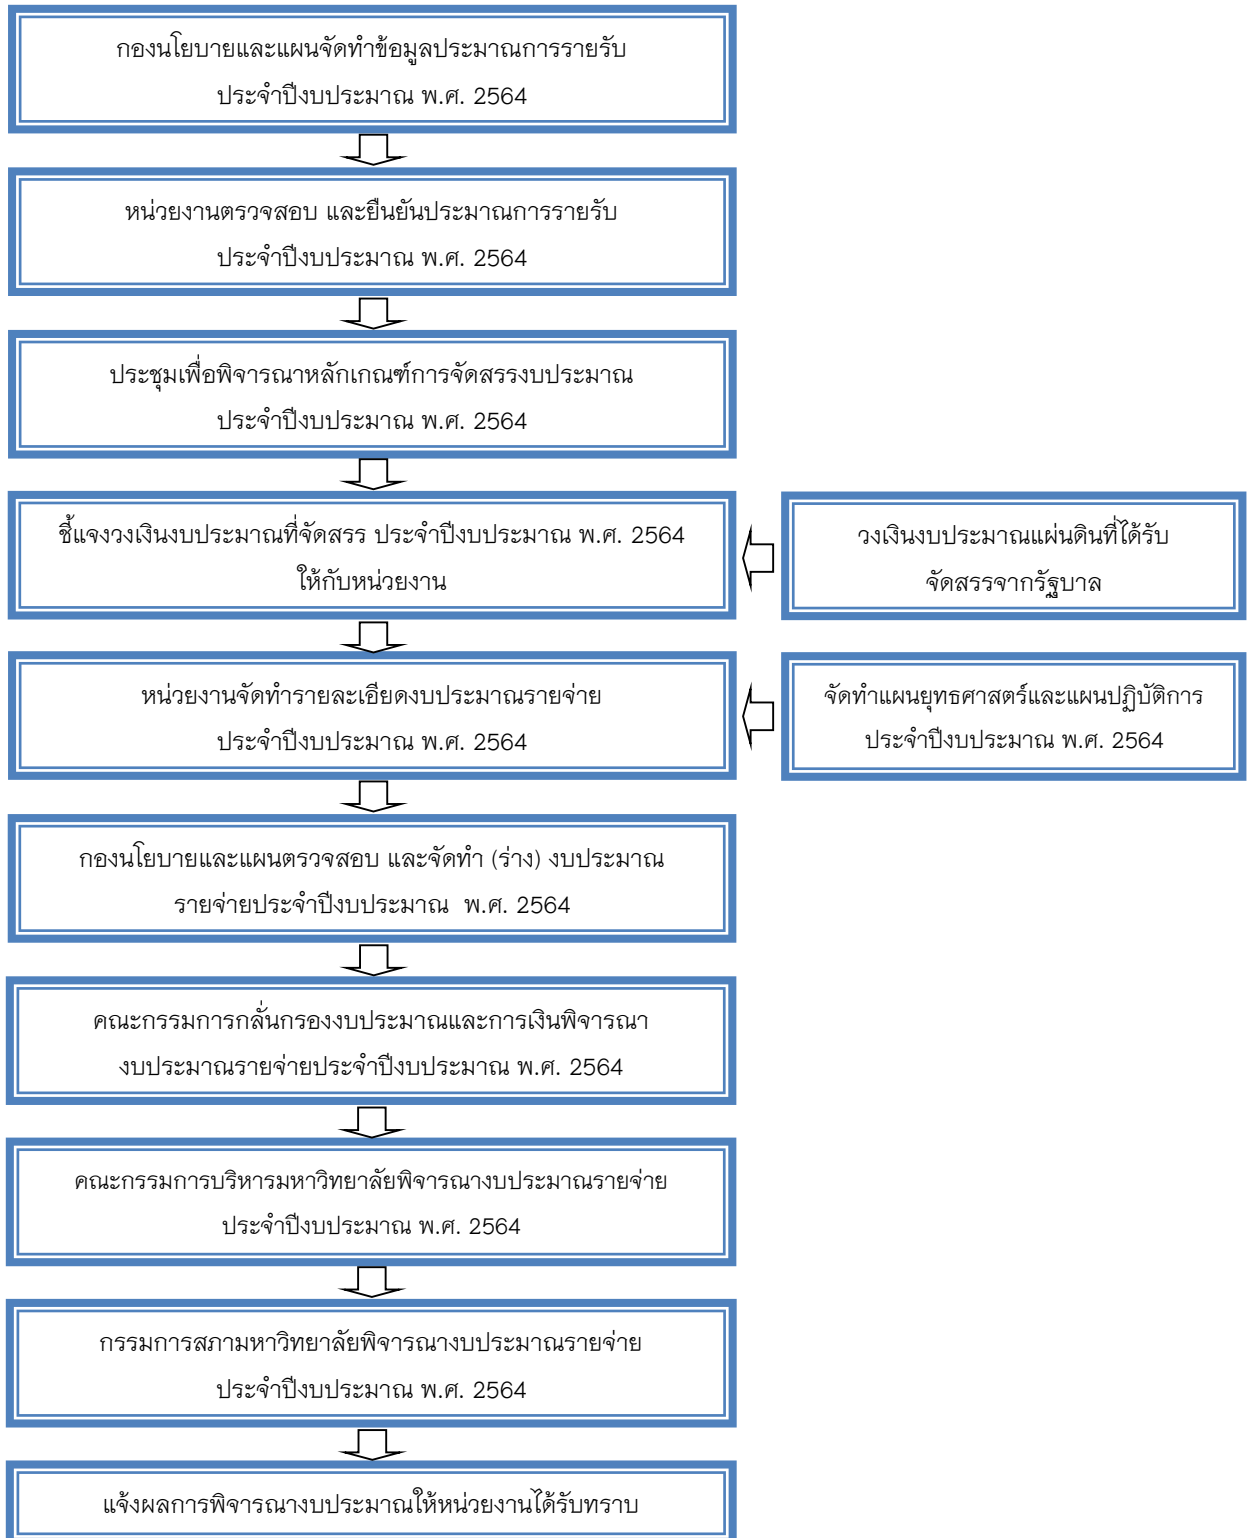 กองนโยบายและแผนจัดทำข้อมูลประมาณการรายรับ
ประจำปีงบประมาณ พ.ศ. 2564
หน่วยงานตรวจสอบ และยืนยันประมาณการรายรับ
ประจำปีงบประมาณ พ.ศ. 2564
ประชุมเพื่อพิจารณาหลักเกณฑ์การจัดสรรงบประมาณ
ประจำปีงบประมาณ พ.ศ. 2564
ชี้แจงวงเงินงบประมาณที่จัดสรร ประจำปีงบประมาณ พ.ศ. 2564
ให้กับหน่วยงาน
วงเงินงบประมาณแผ่นดินที่ได้รับ
จัดสรรจากรัฐบาล
หน่วยงานจัดทำรายละเอียดงบประมาณรายจ่าย
ประจำปีงบประมาณ พ.ศ. 2564
จัดทำแผนยุทธศาสตร์และแผนปฏิบัติการ
ประจำปีงบประมาณ พ.ศ. 2564
กองนโยบายและแผนตรวจสอบ และจัดทำ (ร่าง) งบประมาณ
รายจ่ายประจำปีงบประมาณ พ.ศ. 2564
คณะกรรมการกลั่นกรองงบประมาณและการเงินพิจารณา
งบประมาณรายจ่ายประจำปีงบประมาณ พ.ศ. 2564
คณะกรรมการบริหารมหาวิทยาลัยพิจารณางบประมาณรายจ่าย
ประจำปีงบประมาณ พ.ศ. 2564
กรรมการสภามหาวิทยาลัยพิจารณางบประมาณรายจ่าย
ประจำปีงบประมาณ พ.ศ. 2564
แจ้งผลการพิจารณางบประมาณให้หน่วยงานได้รับทราบ